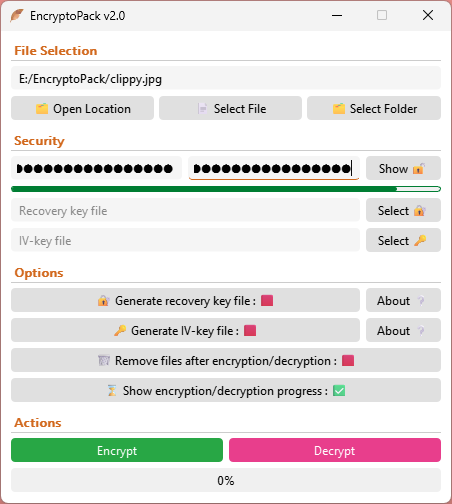 EncryptoPack v2.0
File Selection
E:/EncryptoPack/clippy.jpg
Open Location Select File Select Folder
Security
●●●●●●●●●●●●●●●● ●●●●●●●●●●●●●●●● Show
Recovery key file Select
IV-key file Select
Options
Generate recovery key file : About ?
Generate IV-key file : About ?
Remove files after encryption/decryption :
Show encryption/decryption progress :
Actions
Encrypt Decrypt
0%